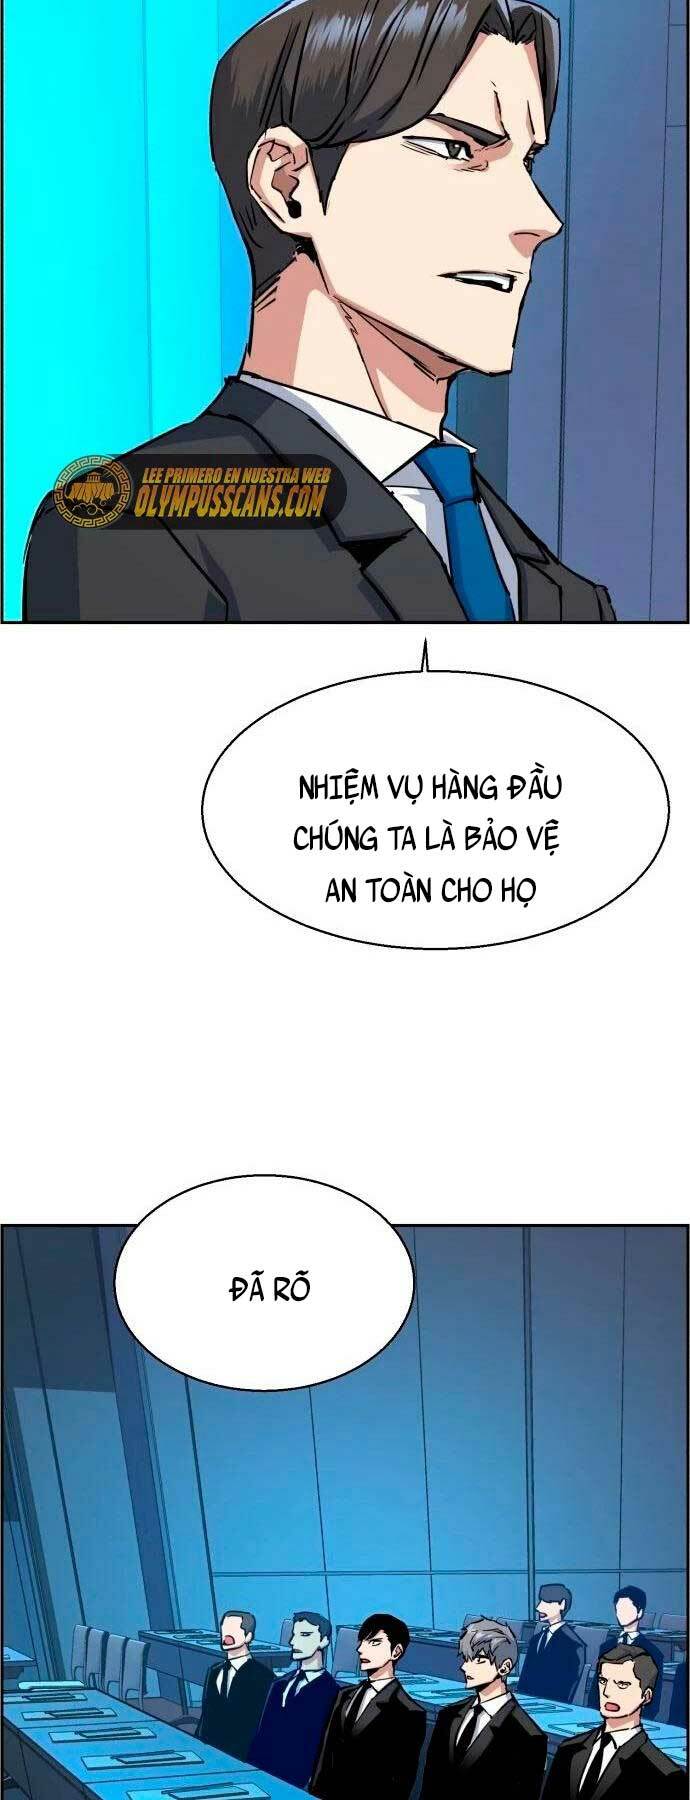 LEE PRIMERO EN NUESTRA WEB
OLYMPUSSCANS.COM
NHIỆM VỤ HÀNG ĐẦU
CHÚNG TA LÀ BẢO VỆ
AN TOÀN CHO HỌ
ĐÃ RÕ